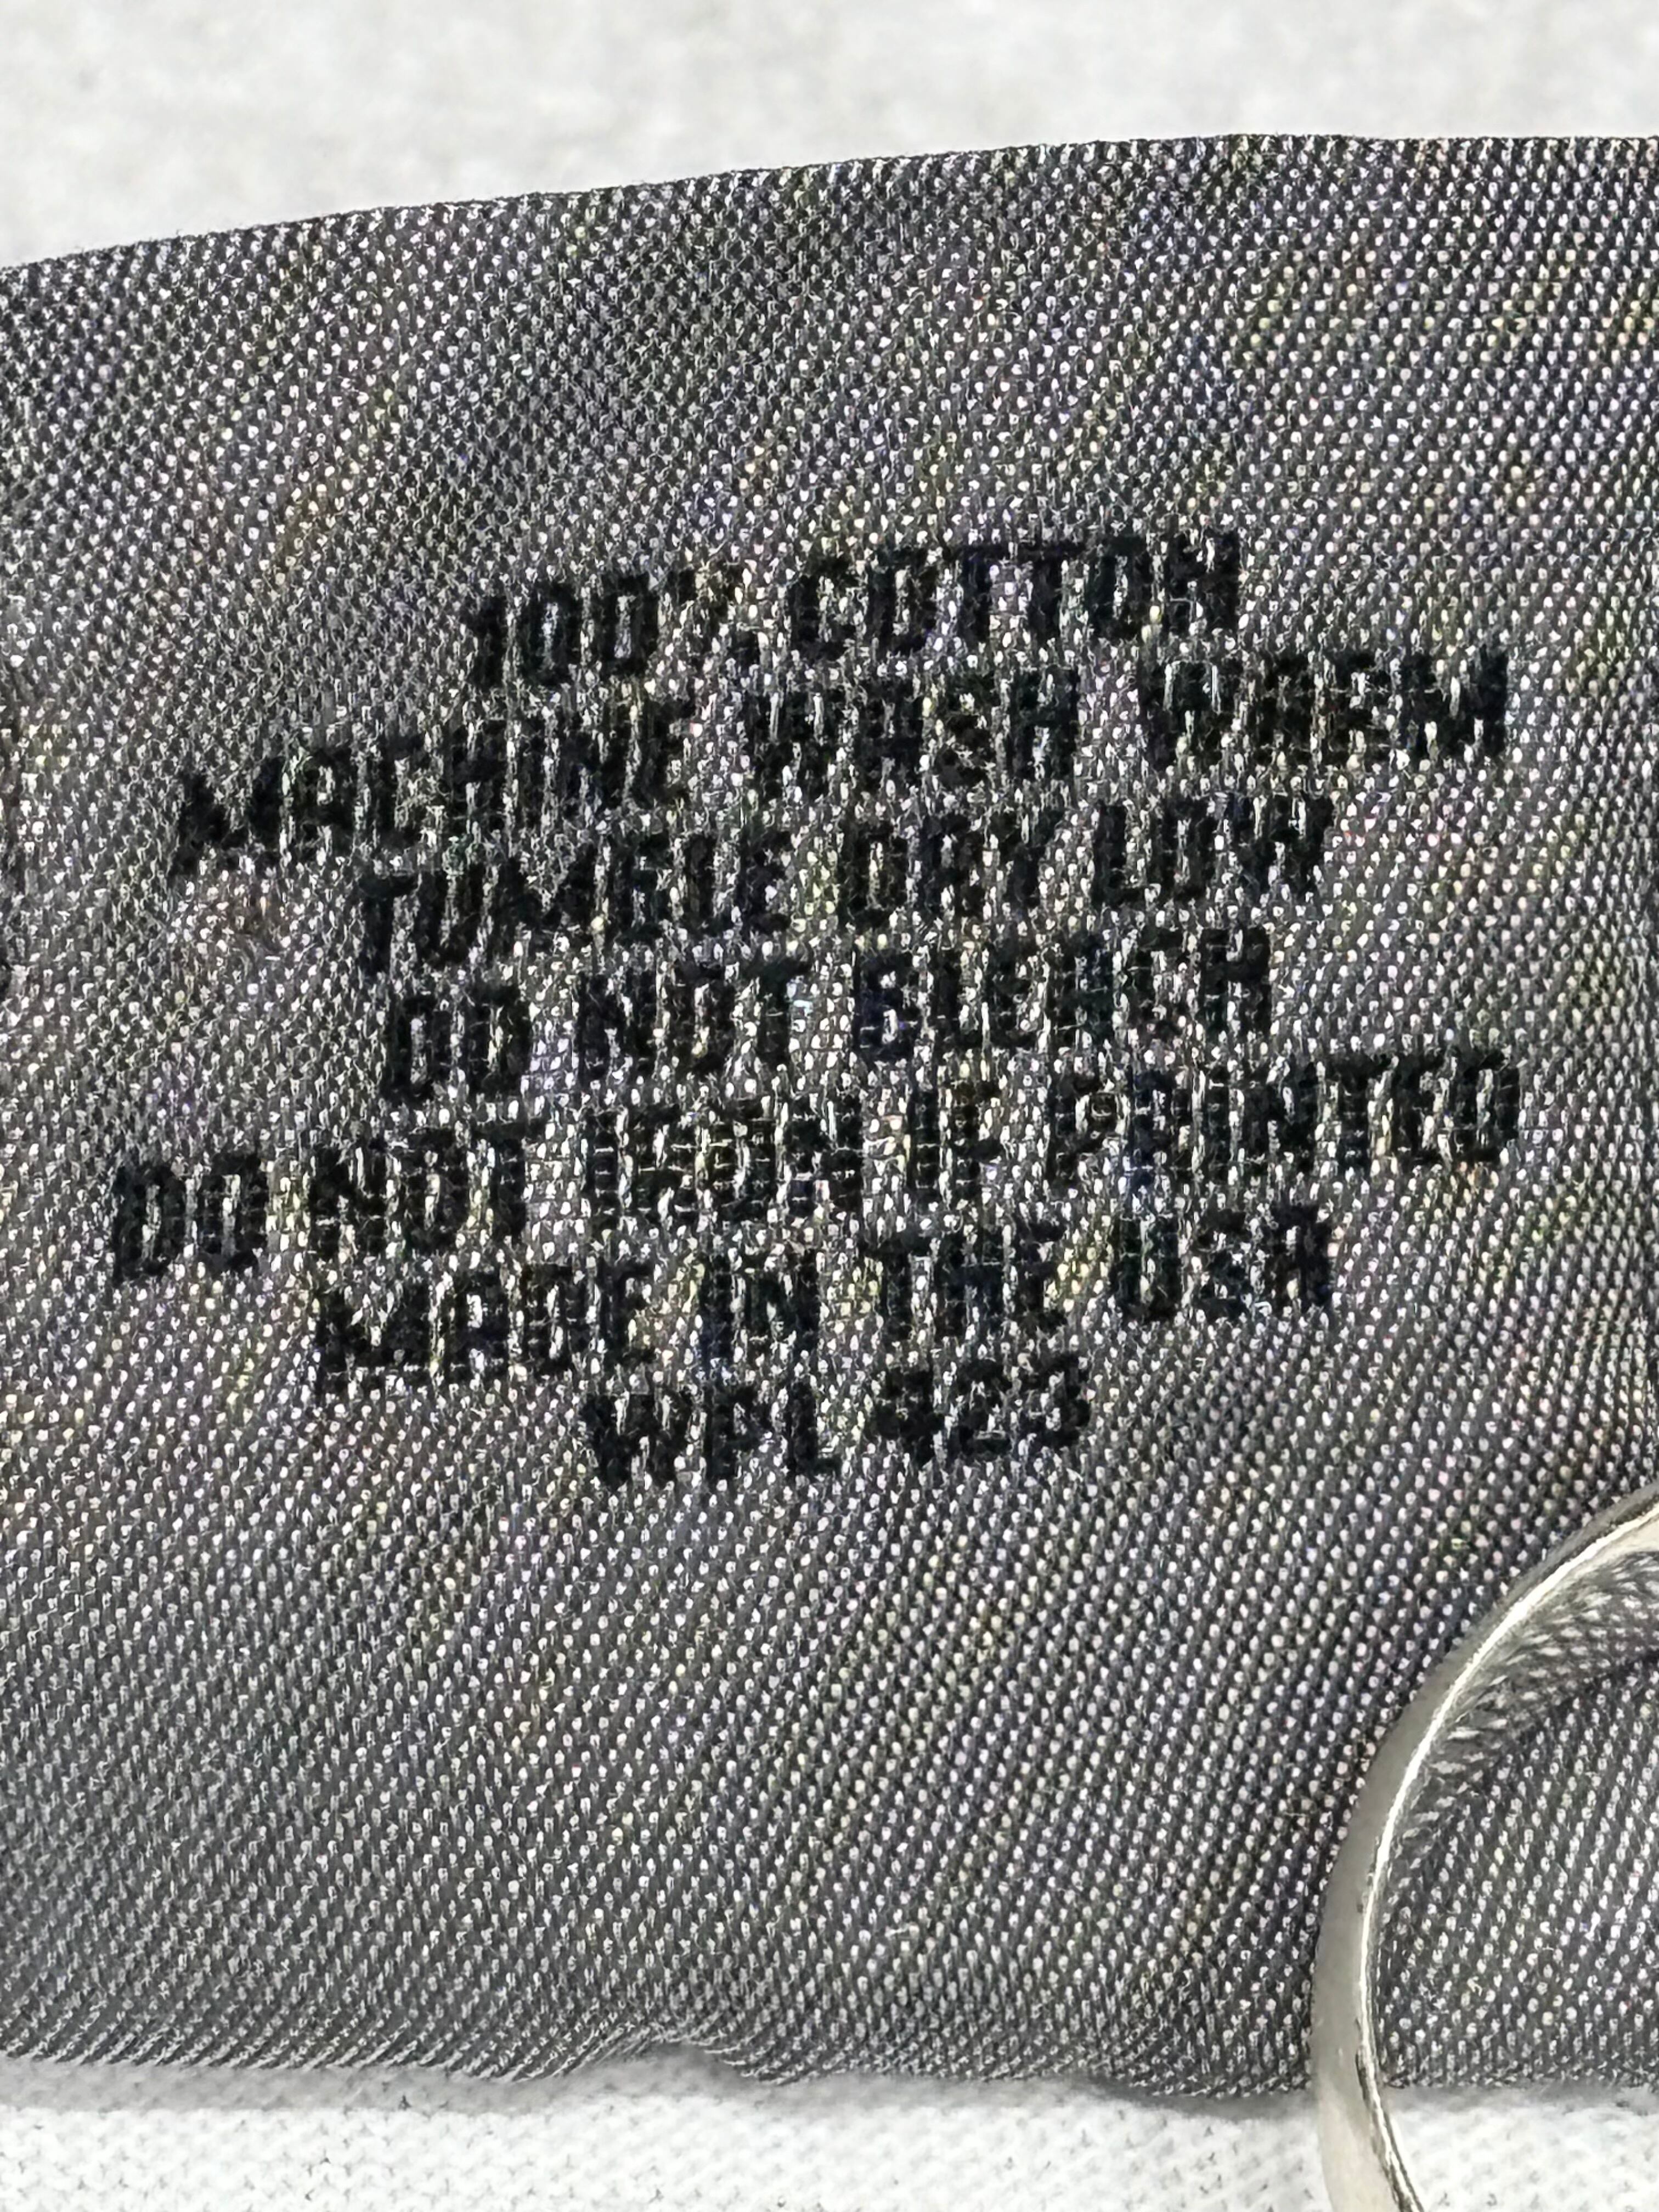 100% COTTON
MACHINE WASH WARM
TUMBLE DRY LOW
DO NOT BLEACH
DO NOT IRON IF PRINTED
MADE IN THE USA
WPL 423